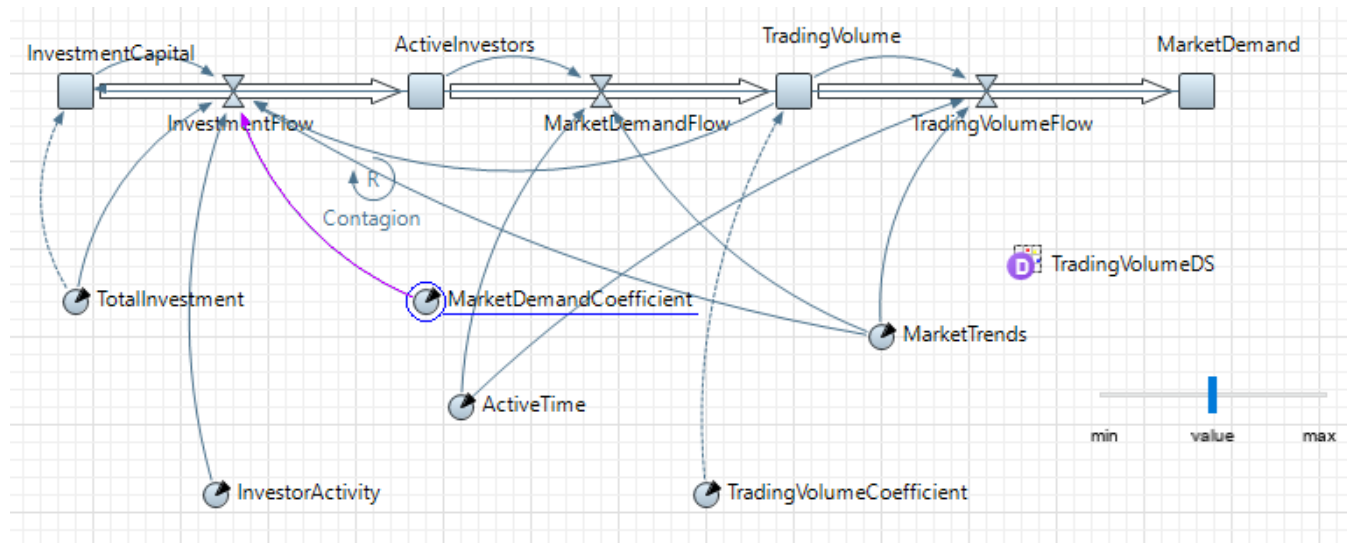 InvestmentCapital
ActiveInvestors
TradingVolume
MarketDemand
InvestmentFlow
MarketDemandFlow
TradingVolumeFlow
R
Contagion
D
TradingVolumeDS
TotalInvestment
MarketDemandCoefficient
MarketTrends
ActiveTime
min value max
InvestorActivity
TradingVolumeCoefficient